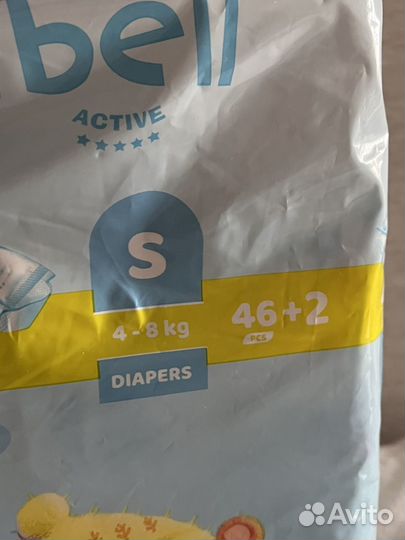 bell
ACTIVE
S
4 - 8 kg
46+2
PCS
DIAPERS
Avito